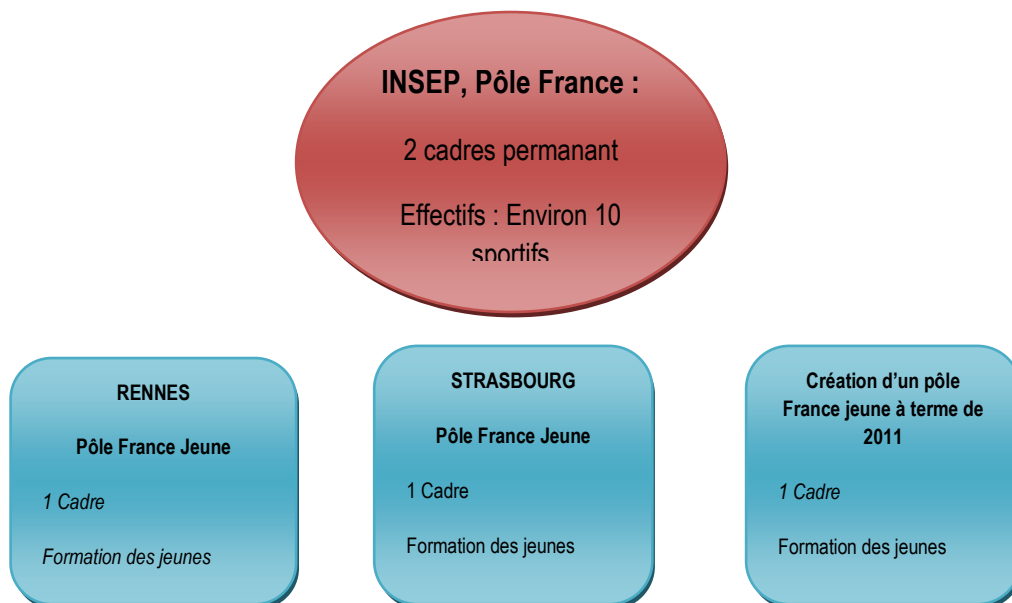 INSEP, Pôle France :
2 cadres permanant
Effectifs : Environ 10
sportifs
RENNES
Pôle France Jeune
1 Cadre
Formation des jeunes
STRASBOURG
Pôle France Jeune
1 Cadre
Formation des jeunes
Création d’un pôle
France jeune à terme de
2011
1 Cadre
Formation des jeunes